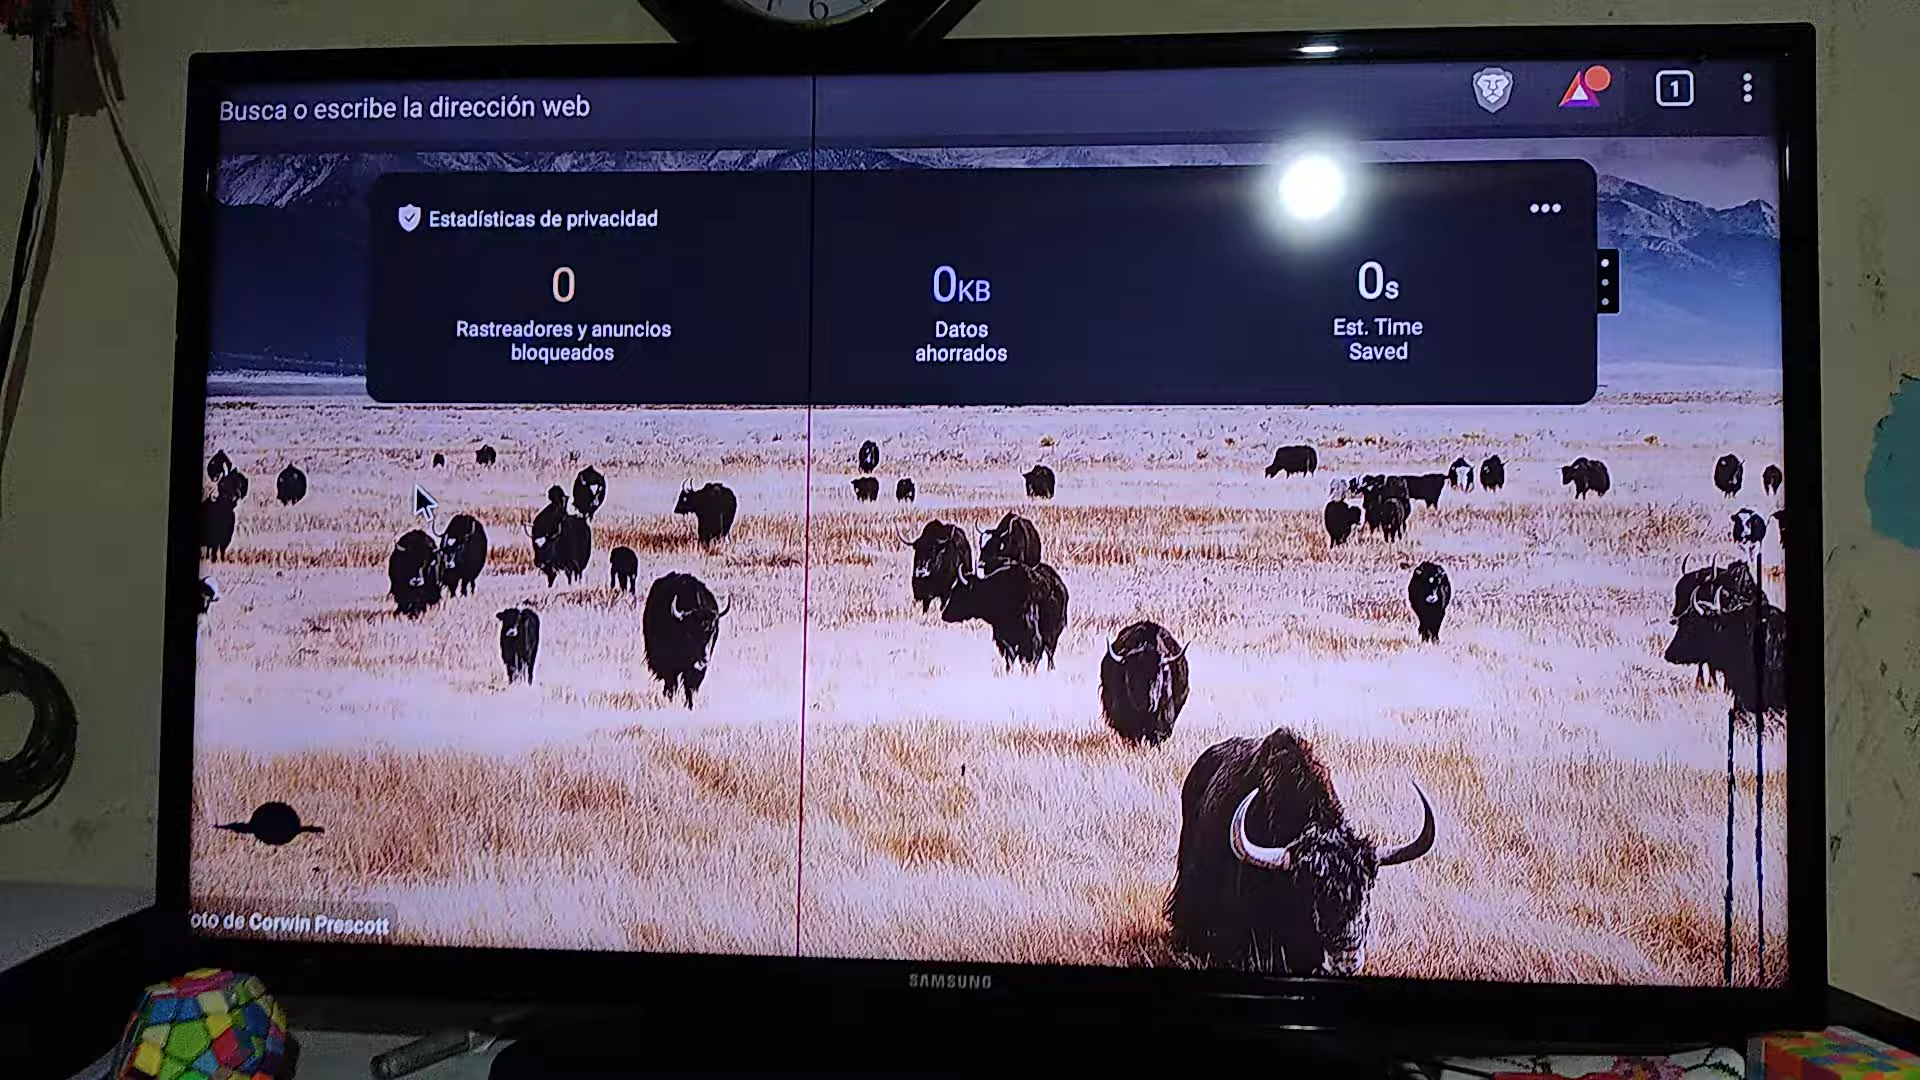 6
Busca o escribe la dirección web
1
Estadísticas de privacidad
0
Rastreadores y anuncios
bloqueados
0KB
Datos
ahorrados
0s
Est. Time
Saved
oto de Corwin Prescott
SAMSUNG